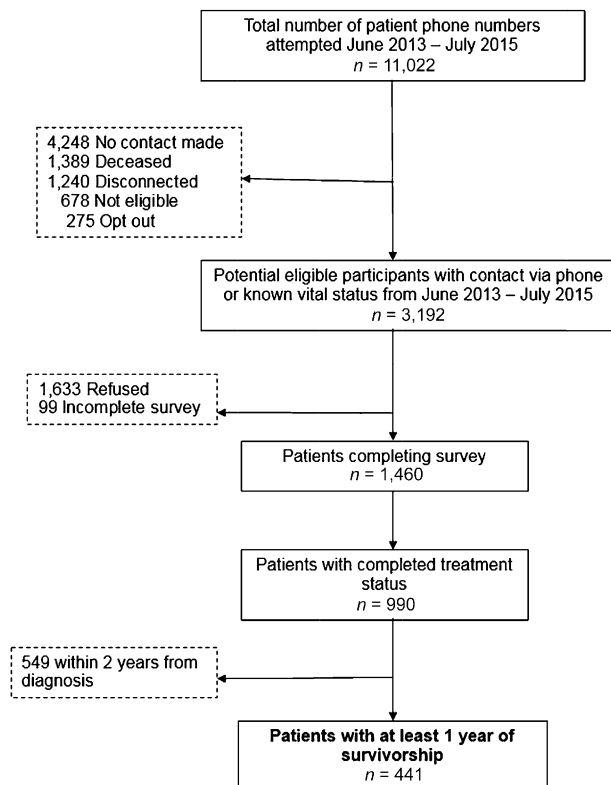 Total number of patient phone numbers
attempted June 2013 – July 2015
n = 11,022
4,248 No contact made
1,389 Deceased
1,240 Disconnected
678 Not eligible
275 Opt out
Potential eligible participants with contact via phone
or known vital status from June 2013 – July 2015
n = 3,192
1,633 Refused
99 Incomplete survey
Patients completing survey
n = 1,460
Patients with completed treatment
status
n = 990
549 within 2 years from
diagnosis
Patients with at least 1 year of
survivorship
n = 441